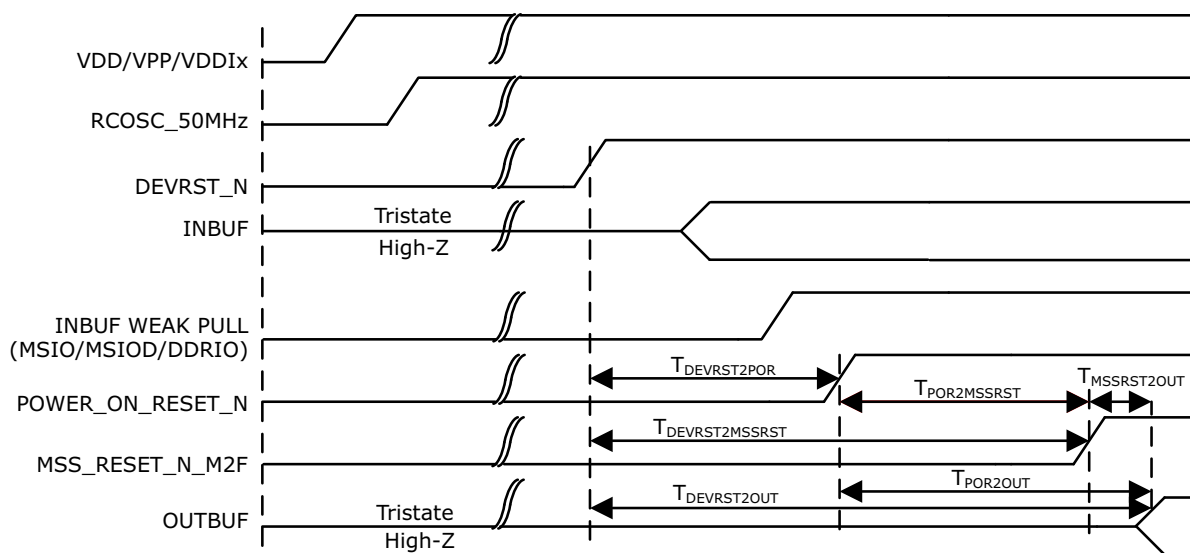 VDD/VPP/VDDIx
RCOSC_50MHz
DEVRST_N
Tristate
INBUF
High-Z
INBUF WEAK PULL
(MSIO/MSIOD/DDRIO)
TDEVRST2POR
TPOR2MSSRST
TMSSRST2OUT
POWER_ON_RESET_N
TDEVRST2MSSRST
MSS_RESET_N_M2F
TPOR2OUT
TDEVRST2OUT
Tristate
OUTBUF
High-Z